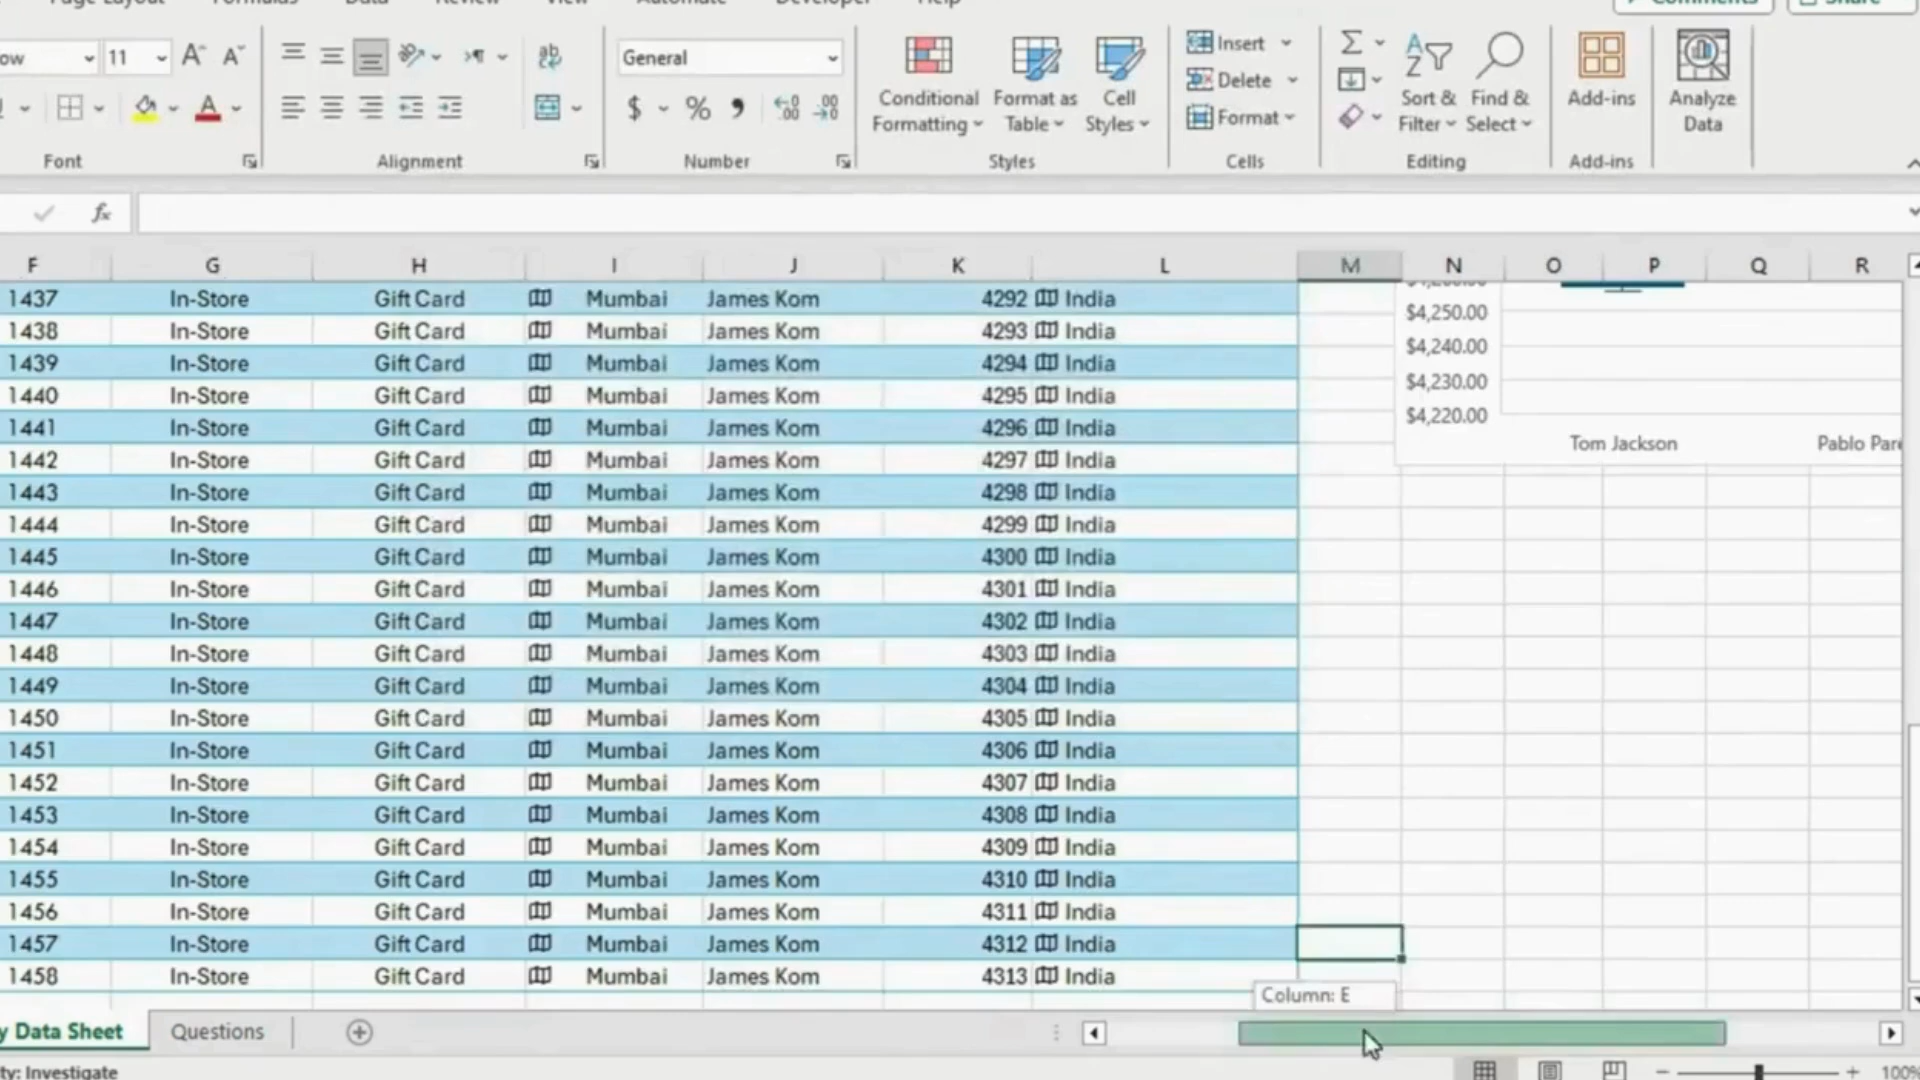 Page Layout Formulas Data Review View Automate Developer Help Comments Share
11 A A ab General Insert Σ
Conditional Formatting Format as Table Cell Styles Delete Sort & Filter Find & Select Add-ins Analyze Data
A $ % Format
Font Alignment Number Styles Cells Editing Add-ins
fx
F G H I J K L M N O P Q R
1437 In-Store Gift Card Mumbai James Kom 4292 India
1438 In-Store Gift Card Mumbai James Kom 4293 India $4,250.00
1439 In-Store Gift Card Mumbai James Kom 4294 India $4,240.00
1440 In-Store Gift Card Mumbai James Kom 4295 India $4,230.00
1441 In-Store Gift Card Mumbai James Kom 4296 India $4,220.00
1442 In-Store Gift Card Mumbai James Kom 4297 India Tom Jackson Pablo Par
1443 In-Store Gift Card Mumbai James Kom 4298 India
1444 In-Store Gift Card Mumbai James Kom 4299 India
1445 In-Store Gift Card Mumbai James Kom 4300 India
1446 In-Store Gift Card Mumbai James Kom 4301 India
1447 In-Store Gift Card Mumbai James Kom 4302 India
1448 In-Store Gift Card Mumbai James Kom 4303 India
1449 In-Store Gift Card Mumbai James Kom 4304 India
1450 In-Store Gift Card Mumbai James Kom 4305 India
1451 In-Store Gift Card Mumbai James Kom 4306 India
1452 In-Store Gift Card Mumbai James Kom 4307 India
1453 In-Store Gift Card Mumbai James Kom 4308 India
1454 In-Store Gift Card Mumbai James Kom 4309 India
1455 In-Store Gift Card Mumbai James Kom 4310 India
1456 In-Store Gift Card Mumbai James Kom 4311 India
1457 In-Store Gift Card Mumbai James Kom 4312 India
1458 In-Store Gift Card Mumbai James Kom 4313 India
Column: E
y Data Sheet Questions
ty: Investigate 100%